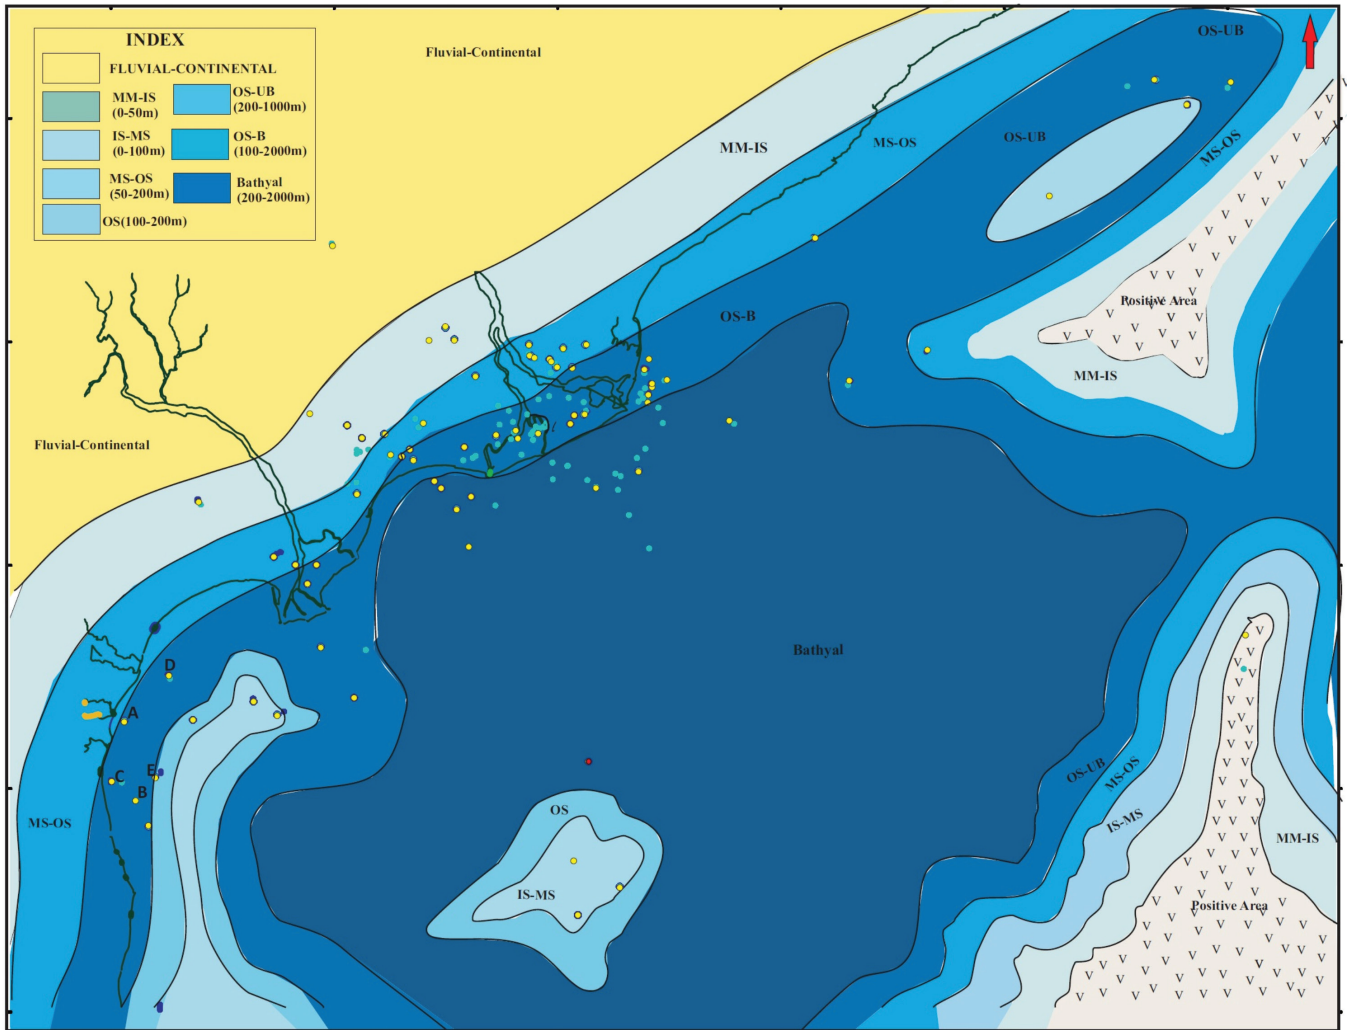 INDEX
FLUVIAL-CONTINENTAL
MM-IS
(0-50m)
OS-UB
(200-1000m)
IS-MS
(0-100m)
OS-B
(100-2000m)
MS-OS
(50-200m)
Bathyal
(200-2000m)
OS(100-200m)
Fluvial-Continental
OS-UB
MM-IS
MS-OS
OS-UB
MS-OS
Positive Area
OS-B
MM-IS
Fluvial-Continental
Bathyal
D
A
E
C
B
MS-OS
OS
IS-MS
OS-UB
MS-OS
IS-MS
MM-IS
Positive Area